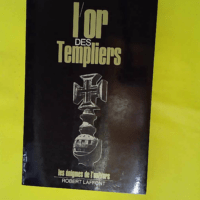 l'or
DES
Templiers
les énigmes de l'univers
ROBERT LAFFONT